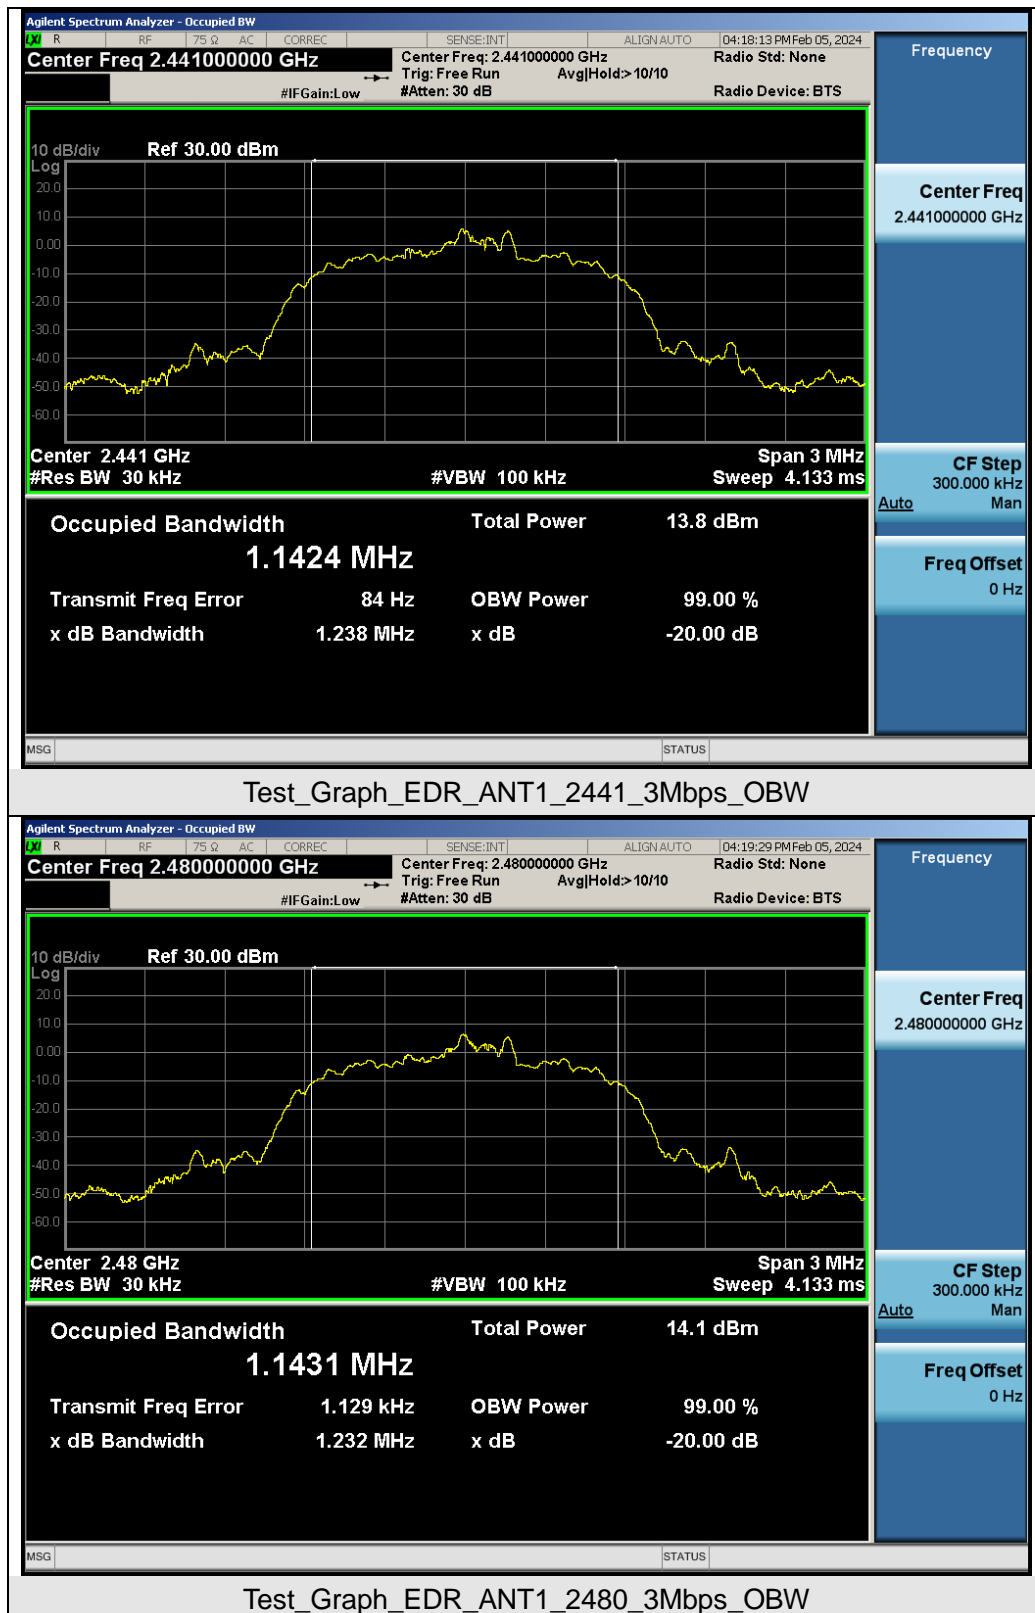 Agilent Spectrum Analyzer - Occupied BW
LXI R RF 75 Ω AC CORREC SENSE:INT ALIGN AUTO 04:18:13 PM Feb 05, 2024
Center Freq 2.441000000 GHz Center Freq: 2.441000000 GHz Radio Std: None
Trig: Free Run Avg|Hold:> 10/10
#IFGain:Low #Atten: 30 dB Radio Device: BTS
Frequency
10 dB/div Ref 30.00 dBm
Log
20.0
10.0
0.00
-10.0
-20.0
-30.0
-40.0
-50.0
-60.0
Center 2.441 GHz Span 3 MHz
#Res BW 30 kHz #VBW 100 kHz Sweep 4.133 ms
Center Freq
2.441000000 GHz
CF Step
300.000 kHz
Auto Man
Freq Offset
0 Hz
Occupied Bandwidth Total Power 13.8 dBm
1.1424 MHz
Transmit Freq Error 84 Hz OBW Power 99.00 %
x dB Bandwidth 1.238 MHz x dB -20.00 dB
MSG STATUS
Test_Graph_EDR_ANT1_2441_3Mbps_OBW
Agilent Spectrum Analyzer - Occupied BW
LXI R RF 75 Ω AC CORREC SENSE:INT ALIGN AUTO 04:19:29 PM Feb 05, 2024
Center Freq 2.480000000 GHz Center Freq: 2.480000000 GHz Radio Std: None
Trig: Free Run Avg|Hold:> 10/10
#IFGain:Low #Atten: 30 dB Radio Device: BTS
Frequency
10 dB/div Ref 30.00 dBm
Log
20.0
10.0
0.00
-10.0
-20.0
-30.0
-40.0
-50.0
-60.0
Center 2.48 GHz Span 3 MHz
#Res BW 30 kHz #VBW 100 kHz Sweep 4.133 ms
Center Freq
2.480000000 GHz
CF Step
300.000 kHz
Auto Man
Freq Offset
0 Hz
Occupied Bandwidth Total Power 14.1 dBm
1.1431 MHz
Transmit Freq Error 1.129 kHz OBW Power 99.00 %
x dB Bandwidth 1.232 MHz x dB -20.00 dB
MSG STATUS
Test_Graph_EDR_ANT1_2480_3Mbps_OBW